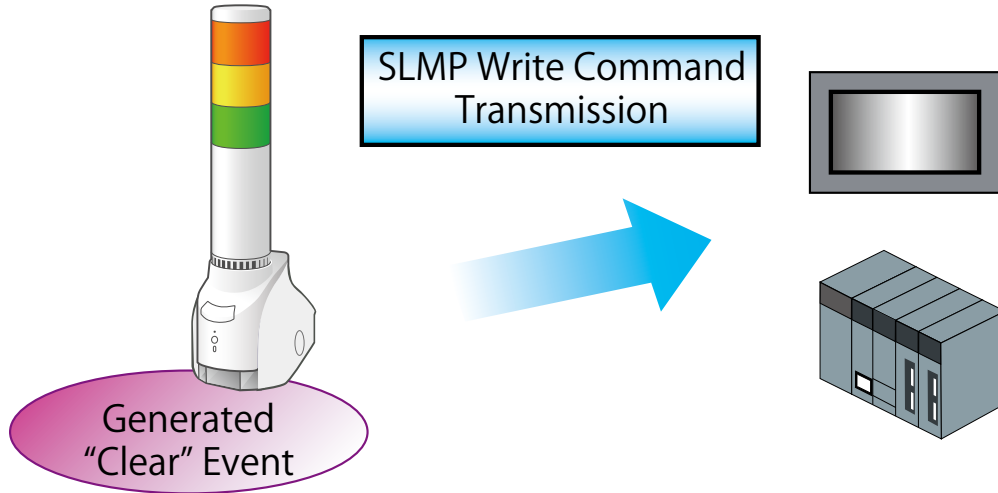 SLMP Write Command
Transmission
Generated
“Clear” Event